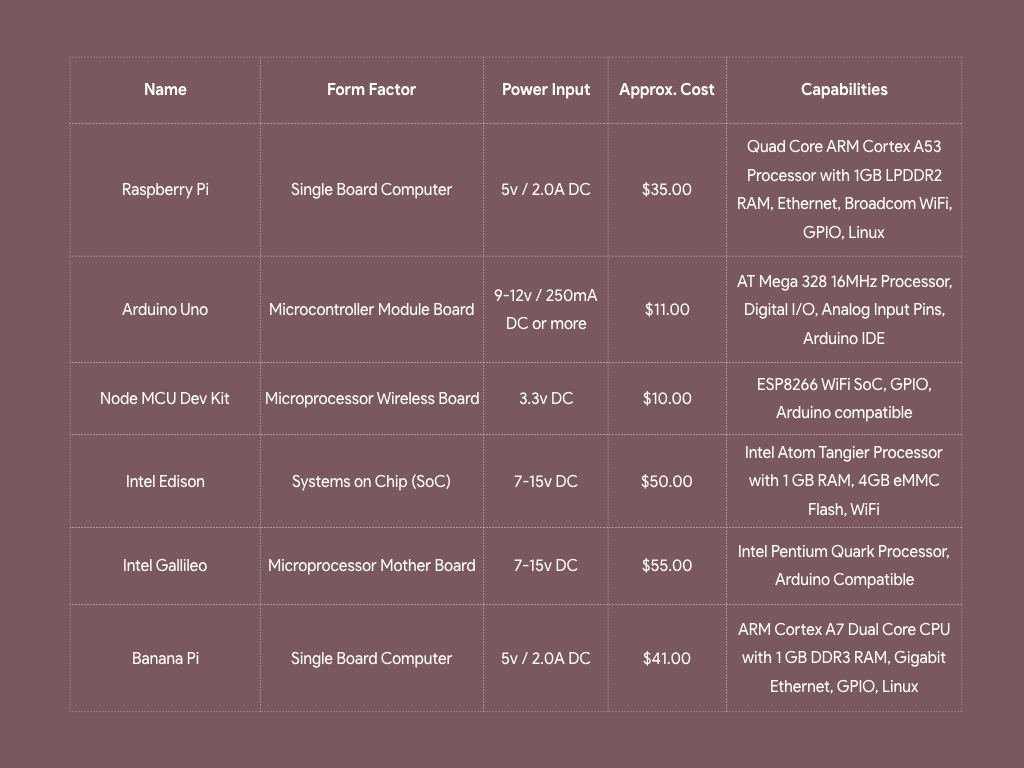 Name
Form Factor
Power Input
Approx. Cost
Capabilities
Raspberry Pi
Single Board Computer
5v / 2.0A DC
$35.00
Quad Core ARM Cortex A53
Processor with 1GB LPDDR2
RAM, Ethernet, Broadcom WiFi,
GPIO, Linux
Arduino Uno
Microcontroller Module Board
9-12v / 250mA
DC or more
$11.00
AT Mega 328 16MHz Processor,
Digital I/O, Analog Input Pins,
Arduino IDE
Node MCU Dev Kit
Microprocessor Wireless Board
3.3v DC
$10.00
ESP8266 WiFi SoC, GPIO,
Arduino compatible
Intel Edison
Systems on Chip (SoC)
7-15v DC
$50.00
Intel Atom Tangier Processor
with 1 GB RAM, 4GB eMMC
Flash, WiFi
Intel Gallileo
Microprocessor Mother Board
7-15v DC
$55.00
Intel Pentium Quark Processor,
Arduino Compatible
Banana Pi
Single Board Computer
5v / 2.0A DC
$41.00
ARM Cortex A7 Dual Core CPU
with 1 GB DDR3 RAM, Gigabit
Ethernet, GPIO, Linux